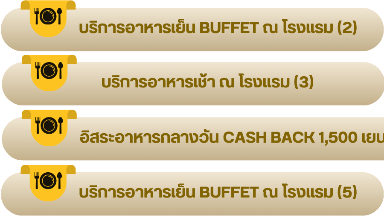 บริการอาหารเย็น BUFFET ณ โรงแรม (2)
บริการอาหารเช้า ณ โรงแรม (3)
อิสระอาหารกลางวัน CASH BACK 1,500 เยน
บริการอาหารเย็น BUFFET ณ โรงแรม (5)